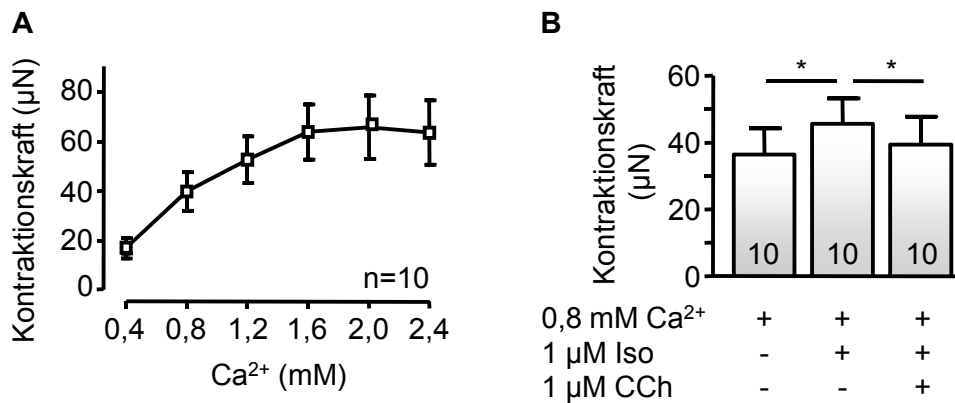 A
Kontraktionskraft (µN)
80
60
40
20
0
n=10
0,4 0,8 1,2 1,6 2,0 2,4
Ca²⁺ (mM)
B
Kontraktionskraft
(µN)
60
40
20
0
* *
10 10 10
0,8 mM Ca²⁺ + + +
1 µM Iso - + +
1 µM CCh - - +